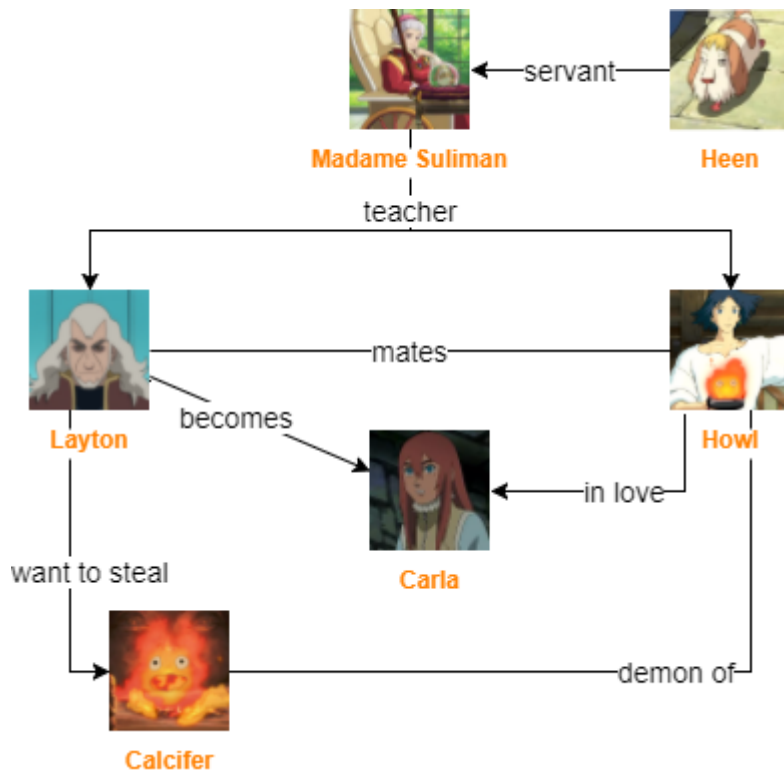 servant
Madame Suliman
Heen
teacher
mates
becomes
Layton
Howl
in love
want to steal
Carla
demon of
Calcifer